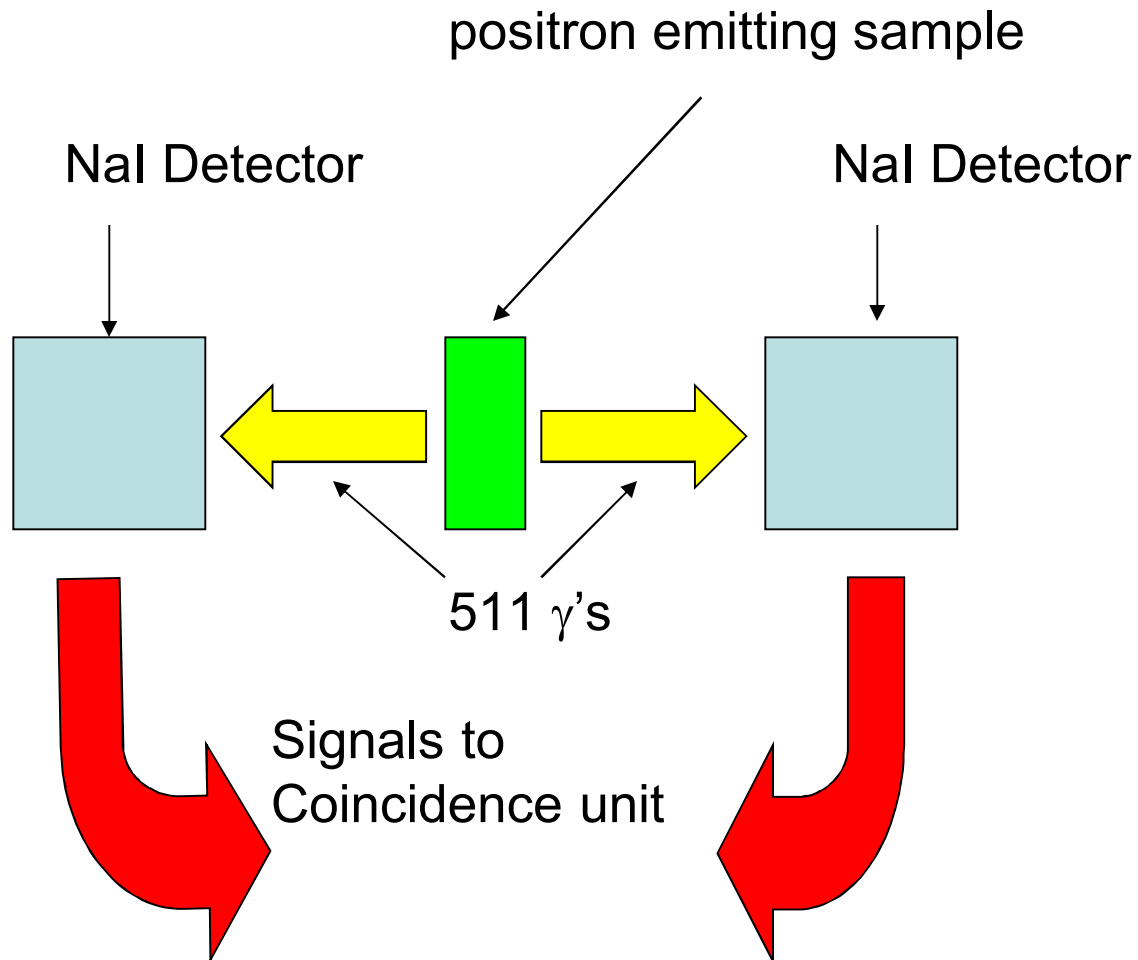 positron emitting sample
NaI Detector
NaI Detector
511 γ's
Signals to
Coincidence unit